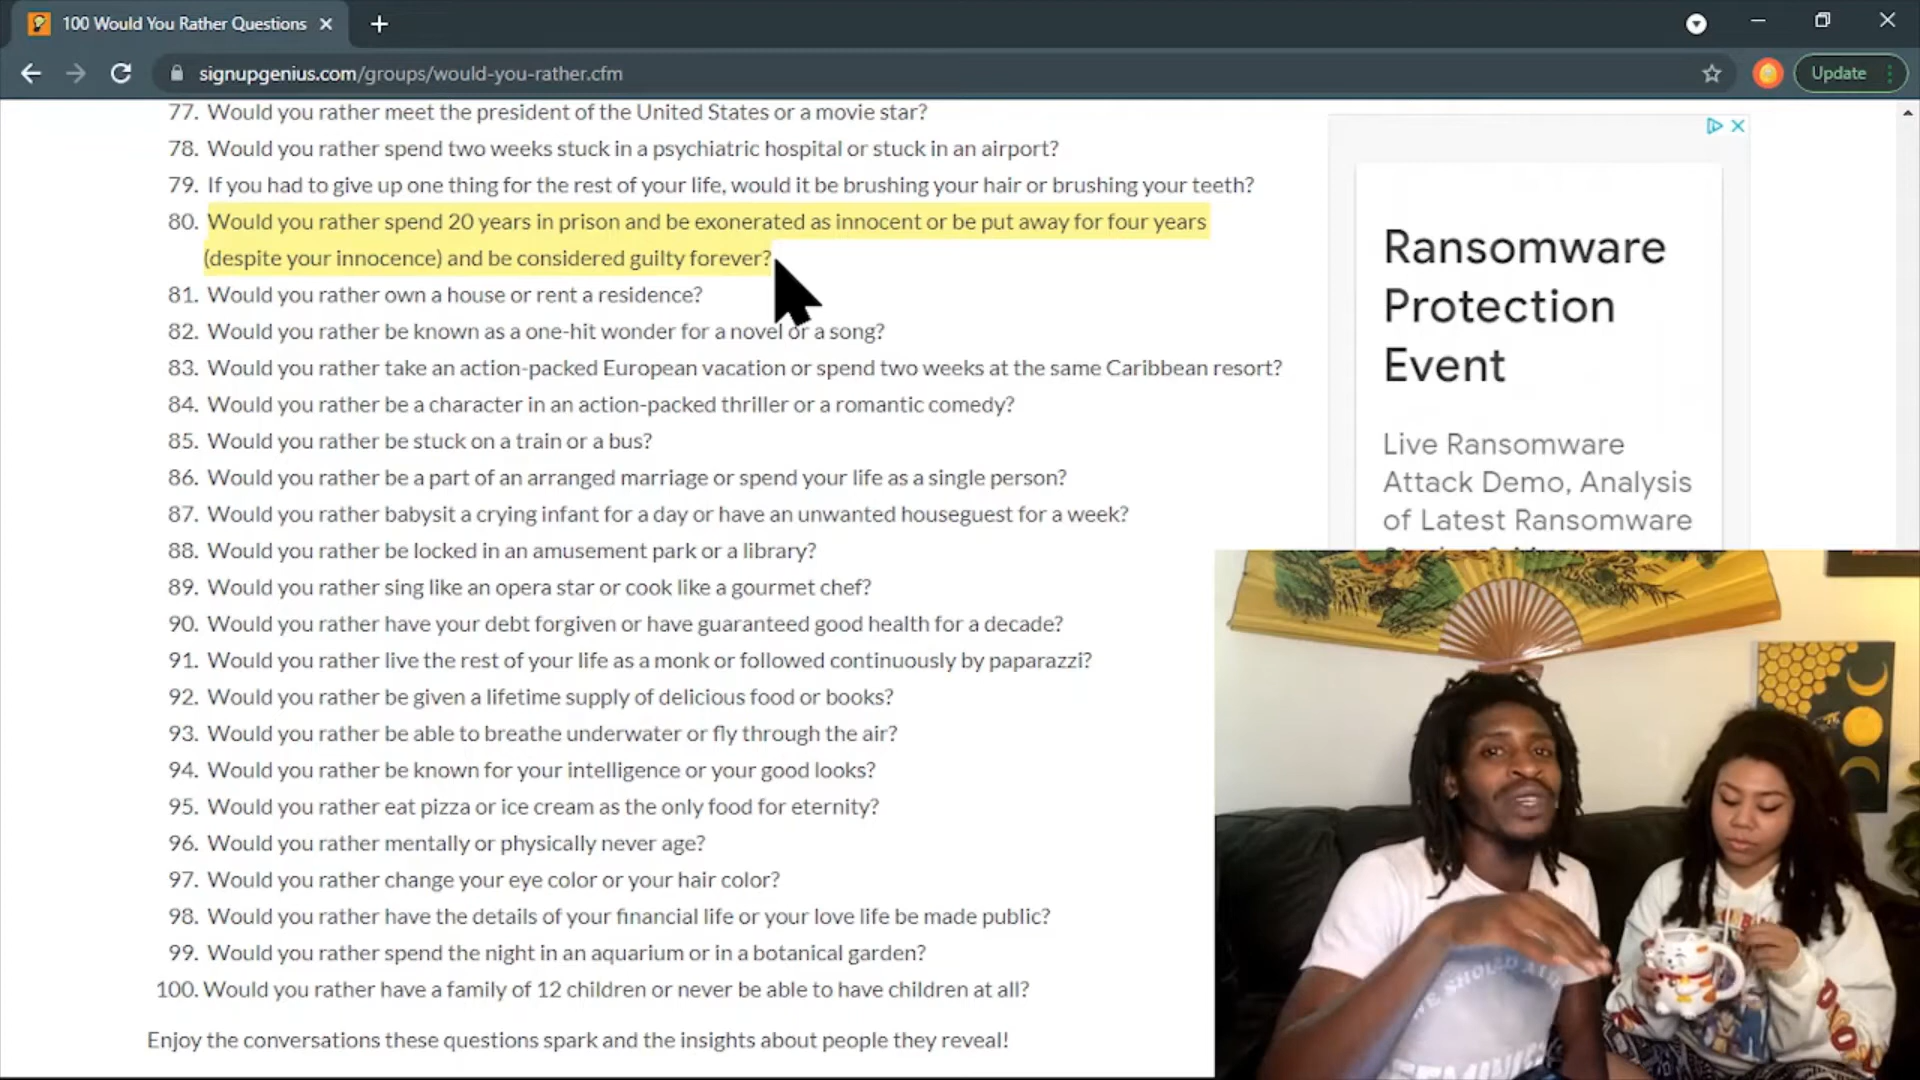 100 Would You Rather Questions
signupgenius.com/groups/would-you-rather.cfm
Update
77. Would you rather meet the president of the United States or a movie star?
78. Would you rather spend two weeks stuck in a psychiatric hospital or stuck in an airport?
79. If you had to give up one thing for the rest of your life, would it be brushing your hair or brushing your teeth?
80. Would you rather spend 20 years in prison and be exonerated as innocent or be put away for four years
(despite your innocence) and be considered guilty forever?
81. Would you rather own a house or rent a residence?
82. Would you rather be known as a one-hit wonder for a novel or a song?
83. Would you rather take an action-packed European vacation or spend two weeks at the same Caribbean resort?
84. Would you rather be a character in an action-packed thriller or a romantic comedy?
85. Would you rather be stuck on a train or a bus?
86. Would you rather be a part of an arranged marriage or spend your life as a single person?
87. Would you rather babysit a crying infant for a day or have an unwanted houseguest for a week?
88. Would you rather be locked in an amusement park or a library?
89. Would you rather sing like an opera star or cook like a gourmet chef?
90. Would you rather have your debt forgiven or have guaranteed good health for a decade?
91. Would you rather live the rest of your life as a monk or followed continuously by paparazzi?
92. Would you rather be given a lifetime supply of delicious food or books?
93. Would you rather be able to breathe underwater or fly through the air?
94. Would you rather be known for your intelligence or your good looks?
95. Would you rather eat pizza or ice cream as the only food for eternity?
96. Would you rather mentally or physically never age?
97. Would you rather change your eye color or your hair color?
98. Would you rather have the details of your financial life or your love life be made public?
99. Would you rather spend the night in an aquarium or in a botanical garden?
100. Would you rather have a family of 12 children or never be able to have children at all?
Enjoy the conversations these questions spark and the insights about people they reveal!
Ransomware
Protection
Event
Live Ransomware
Attack Demo, Analysis
of Latest Ransomware
SHOULD ALL